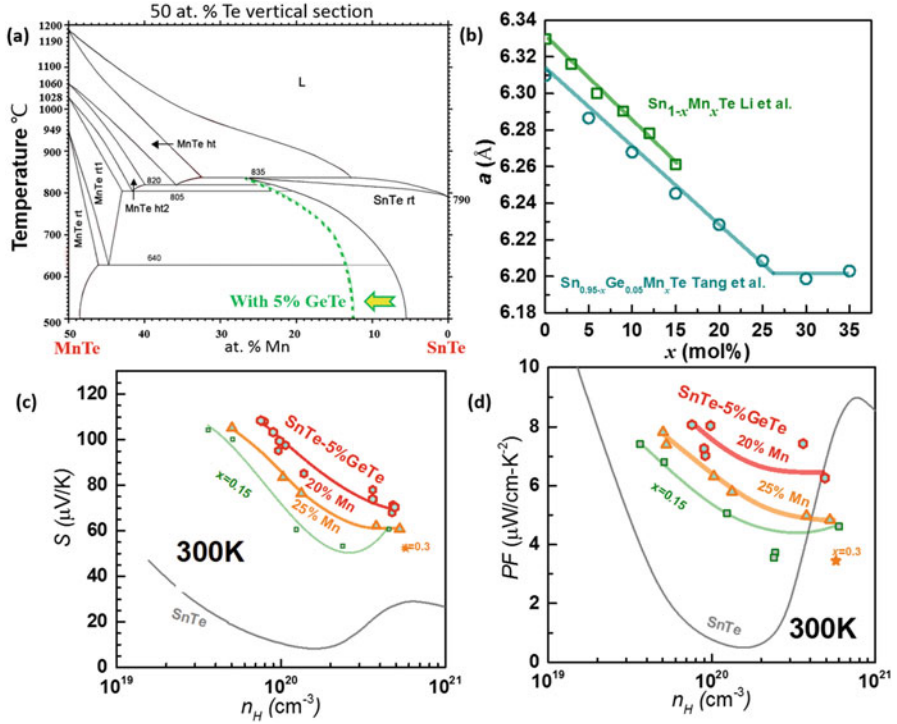 50 at. % Te vertical section
(a)
Temperature °C
1200
1190
1100
1060
1028
1000
949
900
800
700
600
500
L
MnTe ht
MnTe rt
MnTe rt1
MnTe ht2
820
805
835
640
SnTe rt
790
With 5% GeTe
50 40 30 20 10 0
MnTe
at. % Mn
SnTe
(b)
a (Å)
6.34
6.32
6.30
6.28
6.26
6.24
6.22
6.20
6.18
Sn1-xMnxTe Li et al.
Sn0.95-xGe0.05MnxTe Tang et al.
0 5 10 15 20 25 30 35
x (mol%)
(c)
S (μV/K)
120
100
80
60
40
20
0
SnTe-5%GeTe
20% Mn
25% Mn
x=0.15
x=0.3
300K
SnTe
10^19 10^20 10^21
nH (cm-3)
(d)
PF (μW/cm-K-2)
10
8
6
4
2
0
SnTe-5%GeTe
20% Mn
25% Mn
x=0.15
x=0.3
SnTe
300K
10^19 10^20 10^21
nH (cm-3)